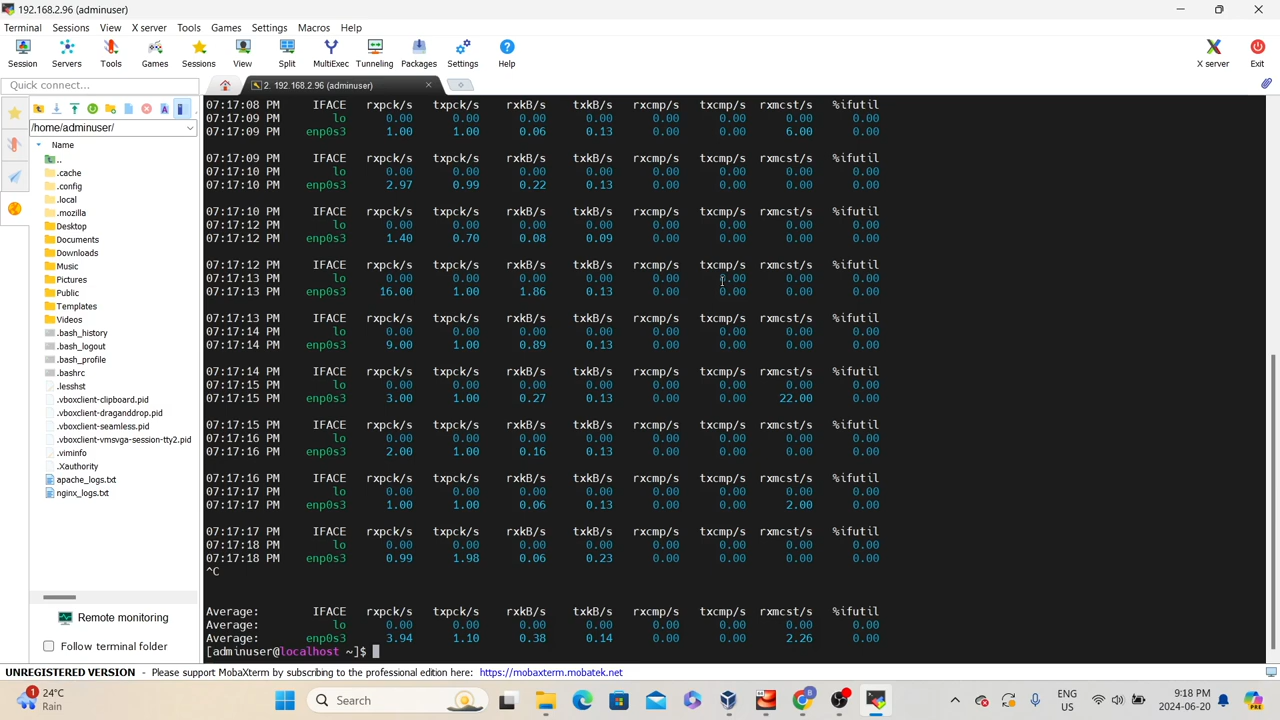 192.168.2.96 (adminuser)
Terminal Sessions View X server Tools Games Settings Macros Help
Session Servers Tools Games Sessions View Split MultiExec Tunneling Packages Settings Help X server Exit
Quick connect...
2. 192.168.2.96 (adminuser)
/home/adminuser/
Name
..
.cache
.config
.local
.mozilla
Desktop
Documents
Downloads
Music
Pictures
Public
Templates
Videos
.bash_history
.bash_logout
.bash_profile
.bashrc
.lesshst
.vboxclient-clipboard.pid
.vboxclient-draganddrop.pid
.vboxclient-seamless.pid
.vboxclient-vmsvga-session-tty2.pid
.viminfo
.Xauthority
apache_logs.txt
nginx_logs.txt
Remote monitoring
Follow terminal folder
07:17:08 PM IFACE rxpck/s txpck/s rxkB/s txkB/s rxcmp/s txcmp/s rxmcst/s %ifutil
07:17:09 PM lo 0.00 0.00 0.00 0.00 0.00 0.00 0.00 0.00
07:17:09 PM enp0s3 1.00 1.00 0.06 0.13 0.00 0.00 6.00 0.00
07:17:09 PM IFACE rxpck/s txpck/s rxkB/s txkB/s rxcmp/s txcmp/s rxmcst/s %ifutil
07:17:10 PM lo 0.00 0.00 0.00 0.00 0.00 0.00 0.00 0.00
07:17:10 PM enp0s3 2.97 0.99 0.22 0.13 0.00 0.00 0.00 0.00
07:17:10 PM IFACE rxpck/s txpck/s rxkB/s txkB/s rxcmp/s txcmp/s rxmcst/s %ifutil
07:17:12 PM lo 0.00 0.00 0.00 0.00 0.00 0.00 0.00 0.00
07:17:12 PM enp0s3 1.40 0.70 0.08 0.09 0.00 0.00 0.00 0.00
07:17:12 PM IFACE rxpck/s txpck/s rxkB/s txkB/s rxcmp/s txcmp/s rxmcst/s %ifutil
07:17:13 PM lo 0.00 0.00 0.00 0.00 0.00 0.00 0.00 0.00
07:17:13 PM enp0s3 16.00 1.00 1.86 0.13 0.00 0.00 0.00 0.00
07:17:13 PM IFACE rxpck/s txpck/s rxkB/s txkB/s rxcmp/s txcmp/s rxmcst/s %ifutil
07:17:14 PM lo 0.00 0.00 0.00 0.00 0.00 0.00 0.00 0.00
07:17:14 PM enp0s3 9.00 1.00 0.89 0.13 0.00 0.00 0.00 0.00
07:17:14 PM IFACE rxpck/s txpck/s rxkB/s txkB/s rxcmp/s txcmp/s rxmcst/s %ifutil
07:17:15 PM lo 0.00 0.00 0.00 0.00 0.00 0.00 0.00 0.00
07:17:15 PM enp0s3 3.00 1.00 0.27 0.13 0.00 0.00 22.00 0.00
07:17:15 PM IFACE rxpck/s txpck/s rxkB/s txkB/s rxcmp/s txcmp/s rxmcst/s %ifutil
07:17:16 PM lo 0.00 0.00 0.00 0.00 0.00 0.00 0.00 0.00
07:17:16 PM enp0s3 2.00 1.00 0.16 0.13 0.00 0.00 0.00 0.00
07:17:16 PM IFACE rxpck/s txpck/s rxkB/s txkB/s rxcmp/s txcmp/s rxmcst/s %ifutil
07:17:17 PM lo 0.00 0.00 0.00 0.00 0.00 0.00 0.00 0.00
07:17:17 PM enp0s3 1.00 1.00 0.06 0.13 0.00 0.00 2.00 0.00
07:17:17 PM IFACE rxpck/s txpck/s rxkB/s txkB/s rxcmp/s txcmp/s rxmcst/s %ifutil
07:17:18 PM lo 0.00 0.00 0.00 0.00 0.00 0.00 0.00 0.00
07:17:18 PM enp0s3 0.99 1.98 0.06 0.23 0.00 0.00 0.00 0.00
^C
Average: IFACE rxpck/s txpck/s rxkB/s txkB/s rxcmp/s txcmp/s rxmcst/s %ifutil
Average: lo 0.00 0.00 0.00 0.00 0.00 0.00 0.00 0.00
Average: enp0s3 3.94 1.10 0.38 0.14 0.00 0.00 2.26 0.00
[adminuser@localhost ~]$
UNREGISTERED VERSION - Please support MobaXterm by subscribing to the professional edition here: https://mobaxterm.mobatek.net
1
24°C
Rain
Search
ENG
US
9:18 PM
2024-06-20